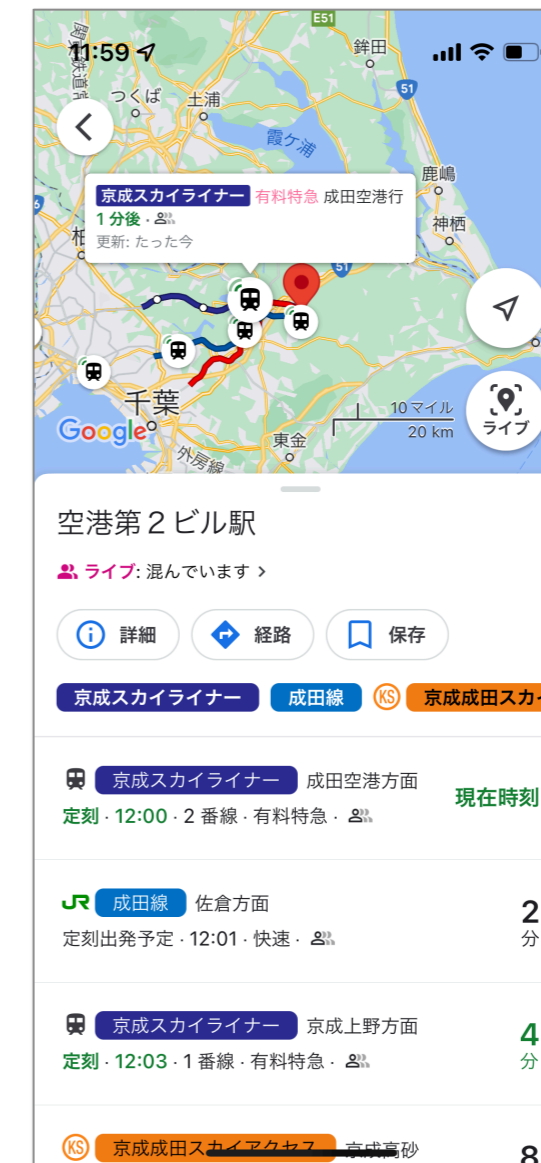 E51
11:59
鉾田
つくば
土浦
51
霞ケ浦
鹿嶋
京成スカイライナー 有料特急 成田空港行
1 分後 ·
更新: たった今
神栖
柏
51
千葉
10 マイル
20 km
Google
東金
ライブ
外房線
空港第２ビル駅
ライブ: 混んでいます
詳細 経路 保存
京成スカイライナー 成田線 KS 京成成田スカイ
京成スカイライナー 成田空港方面
定刻 · 12:00 · 2 番線 · 有料特急 ·
現在時刻
JR 成田線 佐倉方面
定刻出発予定 · 12:01 · 快速 ·
2
分
京成スカイライナー 京成上野方面
定刻 · 12:03 · 1 番線 · 有料特急 ·
4
分
KS 京成成田スカイアクセス 京成高砂
8